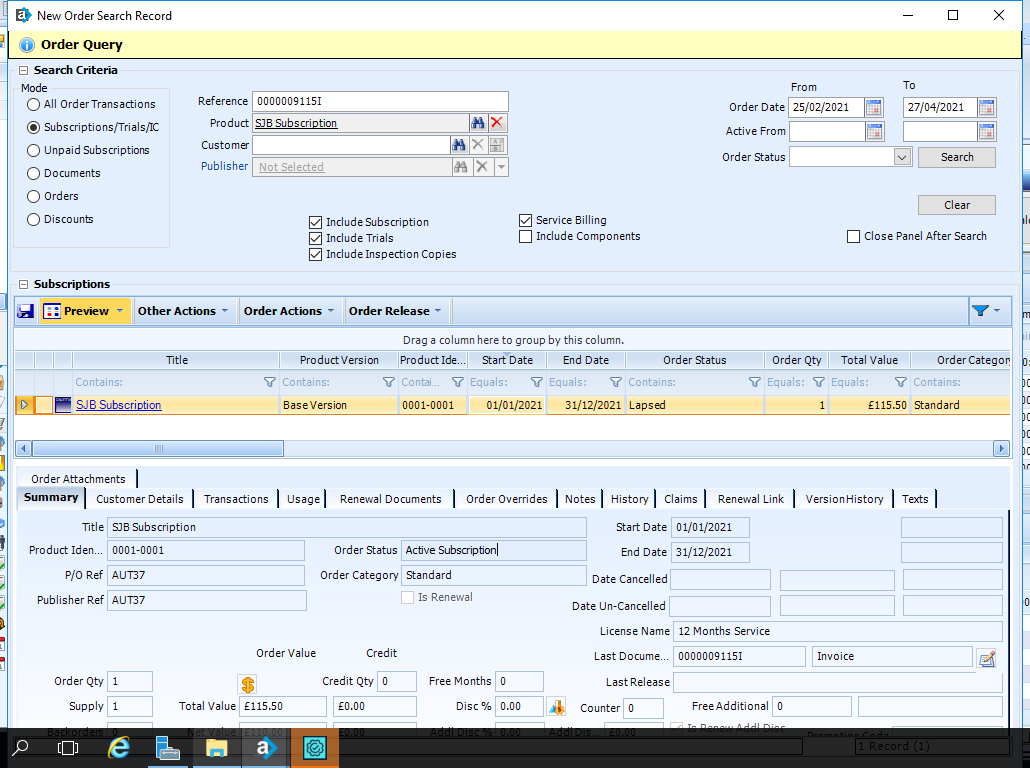 New Order Search Record
Order Query
Search Criteria
Mode
All Order Transactions
Subscriptions/Trials/IC
Unpaid Subscriptions
Documents
Orders
Discounts
Reference 0000009115I
Product SJB Subscription
Customer
Publisher Not Selected
From To
Order Date 25/02/2021 27/04/2021
Active From
Order Status Search
Clear
Include Subscription
Include Trials
Include Inspection Copies
Service Billing
Include Components
Close Panel After Search
Subscriptions
Preview Other Actions Order Actions Order Release
Drag a column here to group by this column.
Title Product Version Product Ide... Start Date End Date Order Status Order Qty Total Value Order Category
Contains: Contains: Contai... Equals: Equals: Contains: Equals: Equals: Contains:
SJB Subscription Base Version 0001-0001 01/01/2021 31/12/2021 Lapsed 1 £115.50 Standard
Order Attachments
Summary Customer Details Transactions Usage Renewal Documents Order Overrides Notes History Claims Renewal Link Version History Texts
Title SJB Subscription Start Date 01/01/2021
Product Iden... 0001-0001 Order Status Active Subscription End Date 31/12/2021
P/O Ref AUT37 Order Category Standard Date Cancelled
Publisher Ref AUT37 Is Renewal Date Un-Cancelled
License Name 12 Months Service
Order Value Credit Last Docume... 0000009115I Invoice
Order Qty 1 Credit Qty 0 Free Months 0 Last Release
Supply 1 Total Value £115.50 £0.00 Disc % 0.00 Counter 0 Free Additional 0
Backorders 0 Net Value £110.00 £0.00 Addl Disc % 0.00 Addl Dis... £0.00 Is Renew Addl Disc
Promotion Code
1 Record (1)